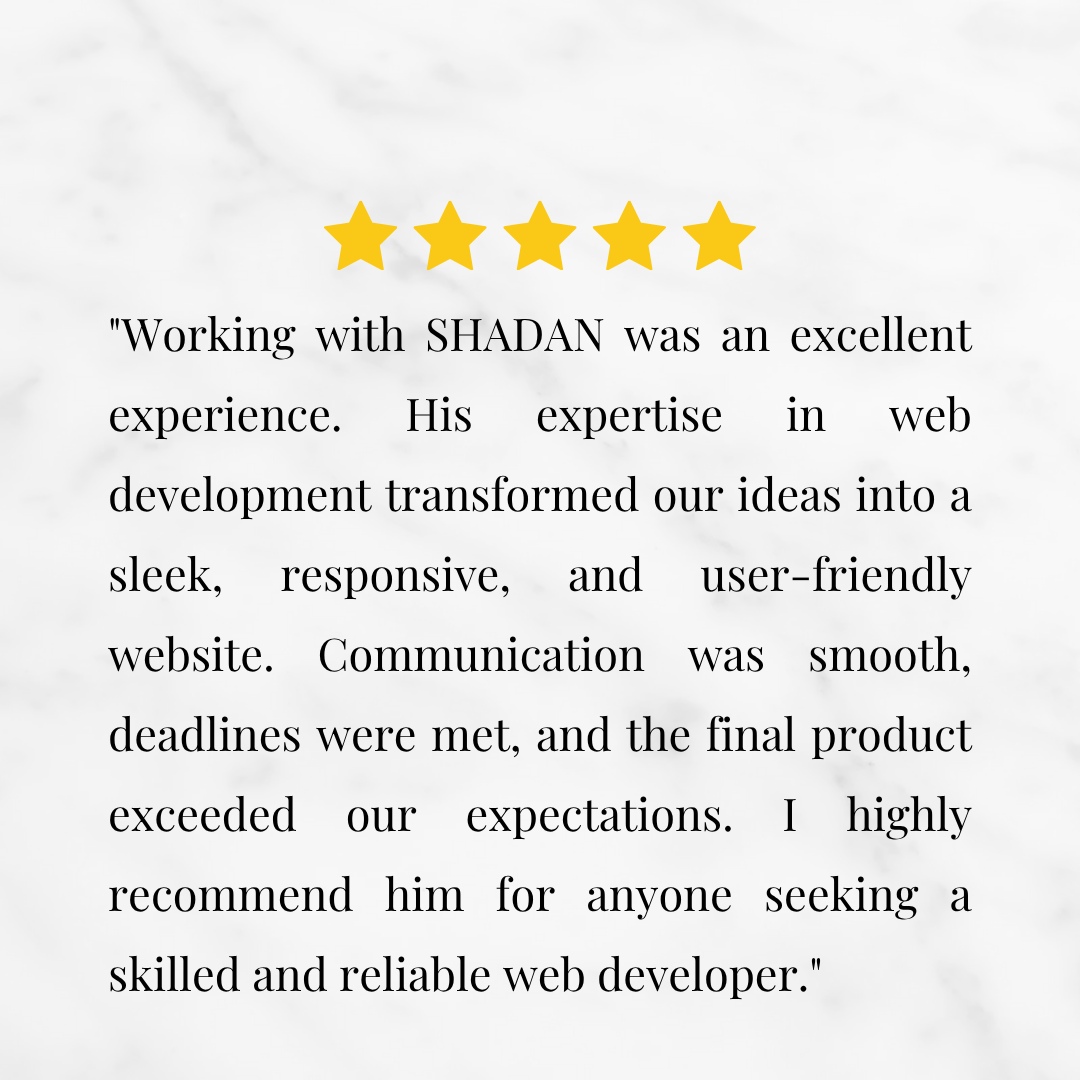 "Working with SHADAN was an excellent
experience. His expertise in web
development transformed our ideas into a
sleek, responsive, and user-friendly
website. Communication was smooth,
deadlines were met, and the final product
exceeded our expectations. I highly
recommend him for anyone seeking a
skilled and reliable web developer."